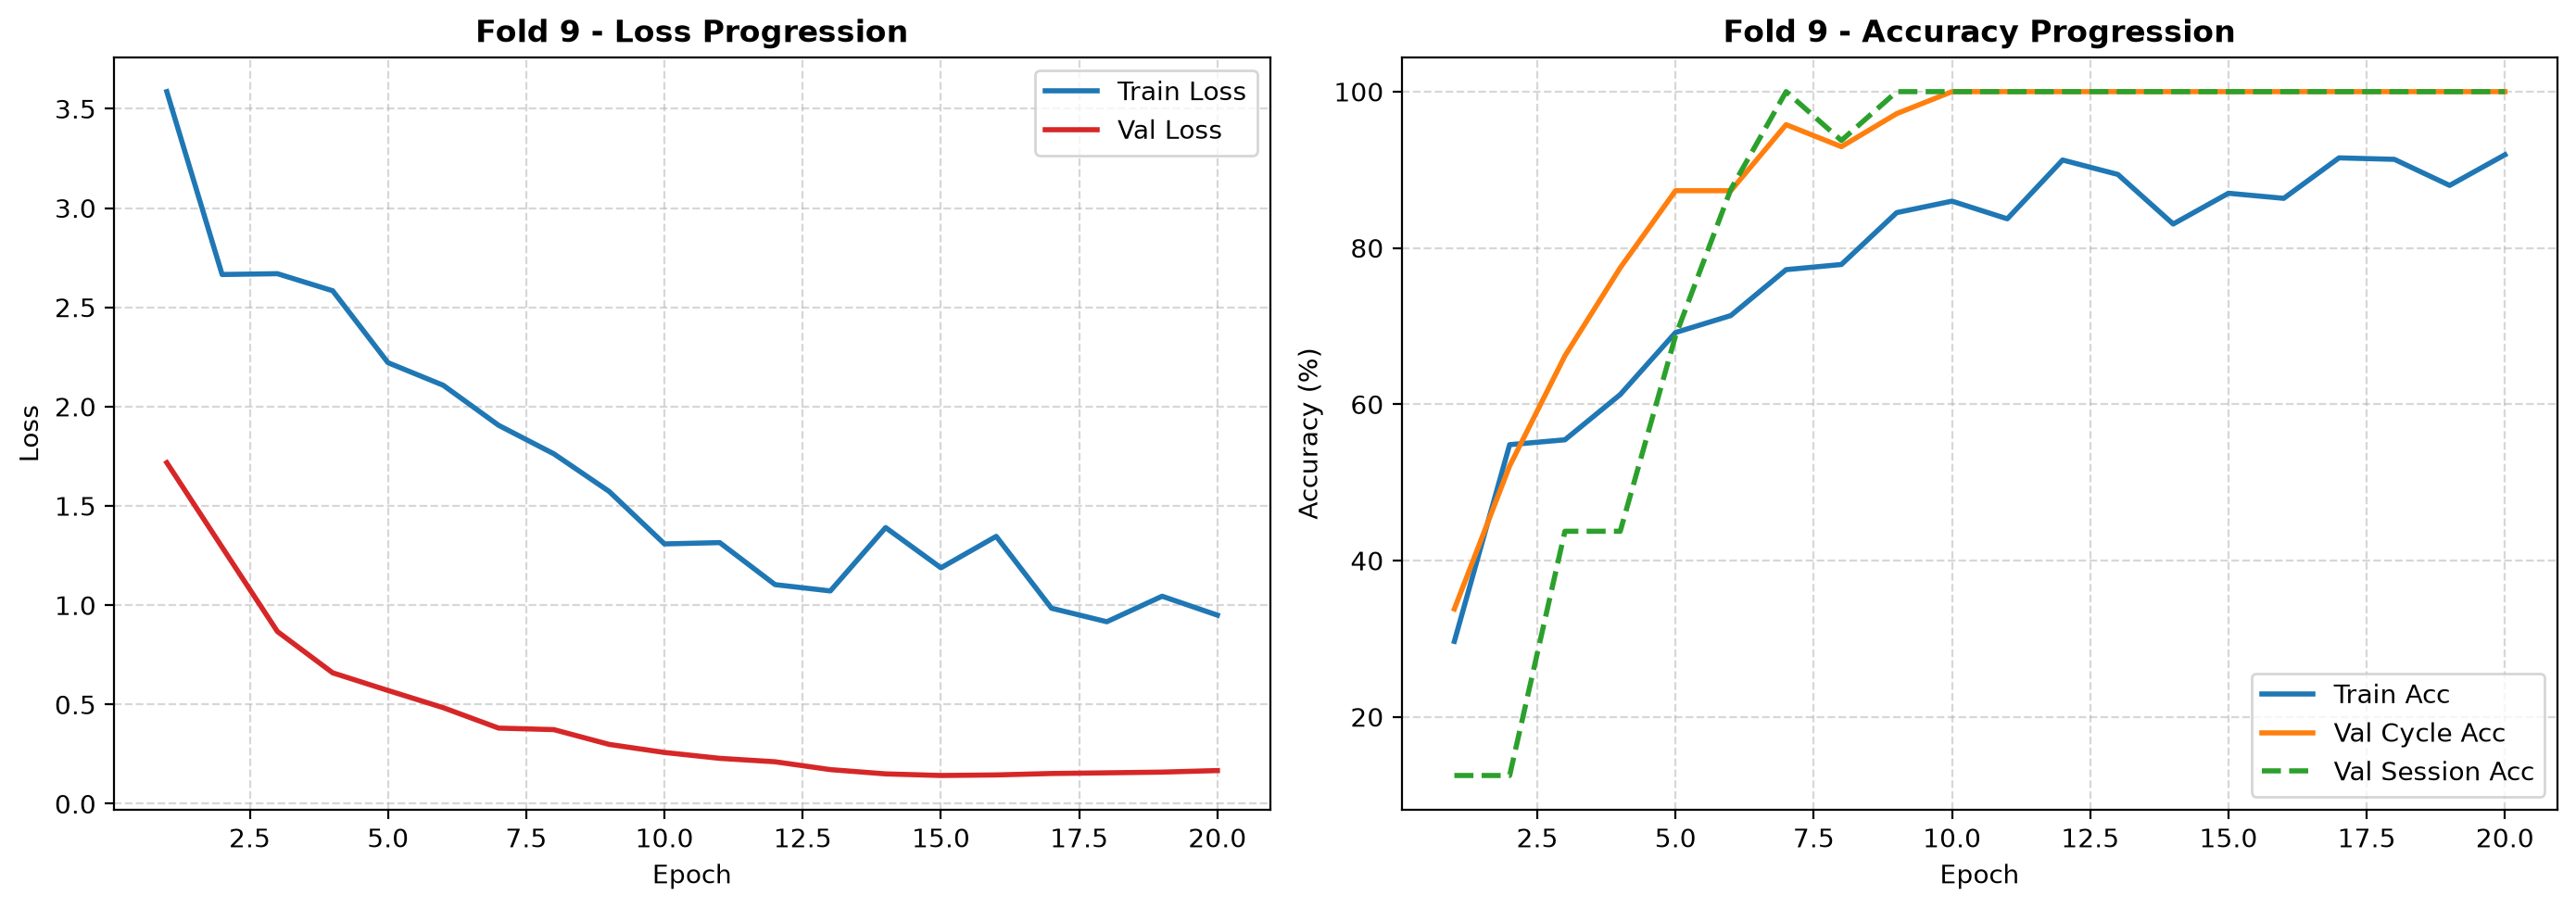 Fold 9 - Loss Progression
3.5
3.0
2.5
2.0
1.5
1.0
0.5
0.0
Loss
Train Loss
Val Loss
2.5 5.0 7.5 10.0 12.5 15.0 17.5 20.0
Epoch
Fold 9 - Accuracy Progression
100
80
60
40
20
Accuracy (%)
Train Acc
Val Cycle Acc
Val Session Acc
2.5 5.0 7.5 10.0 12.5 15.0 17.5 20.0
Epoch